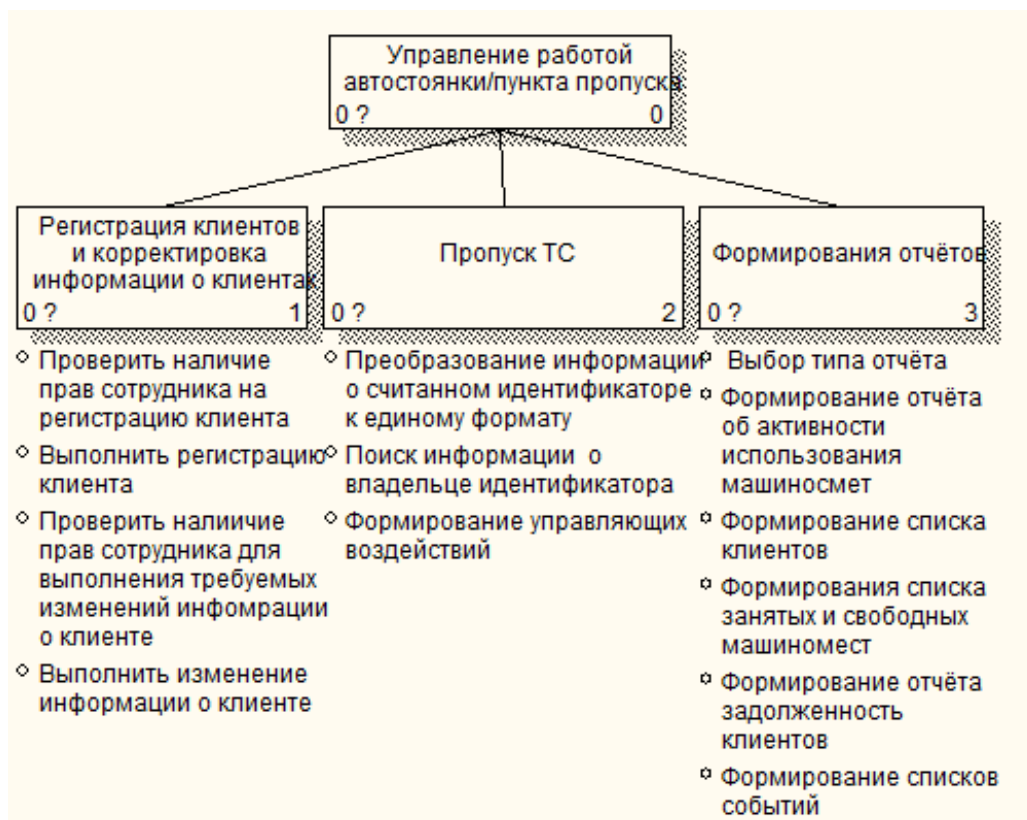 Управление работой
автостоянки/пункта пропуска
0 ? 0
Регистрация клиентов
и корректировка
информации о клиентах
0 ? 1
Пропуск ТС
0 ? 2
Формирования отчётов
0 ? 3
Проверить наличие
прав сотрудника на
регистрацию клиента
Выполнить регистрацию
клиента
Проверить налиичие
прав сотрудника для
выполнения требуемых
изменений инфомрации
о клиенте
Выполнить изменение
информации о клиенте
Преобразование информации
о считанном идентификаторе
к единому формату
Поиск информации о
владельце идентификатора
Формирование управляющих
воздействий
Выбор типа отчёта
Формирование отчёта
об активности
использования
машиносмет
Формирование списка
клиентов
Формирования списка
занятых и свободных
машиномест
Формирование отчёта
задолженность
клиентов
Формирование списков
событий